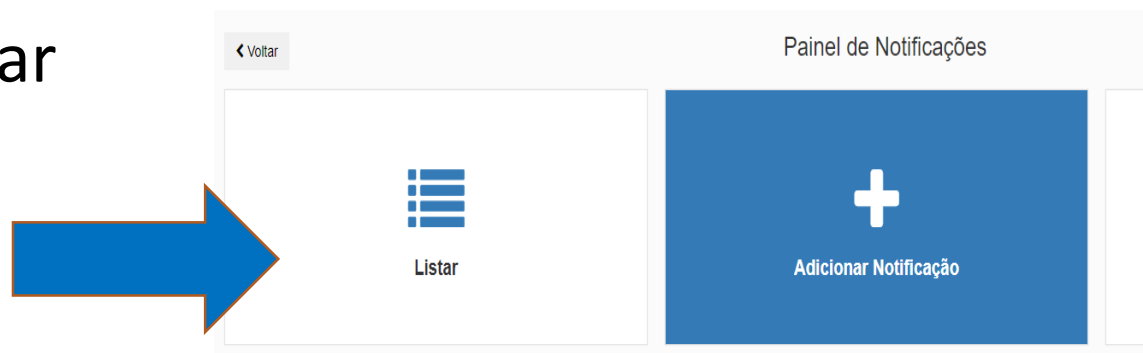 ar
Voltar
Painel de Notificações
Listar
Adicionar Notificação